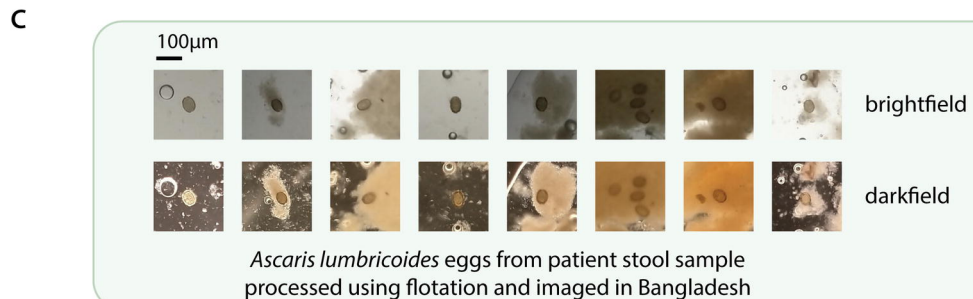 C
100μm
brightfield
darkfield
Ascaris lumbricoides eggs from patient stool sample
processed using flotation and imaged in Bangladesh